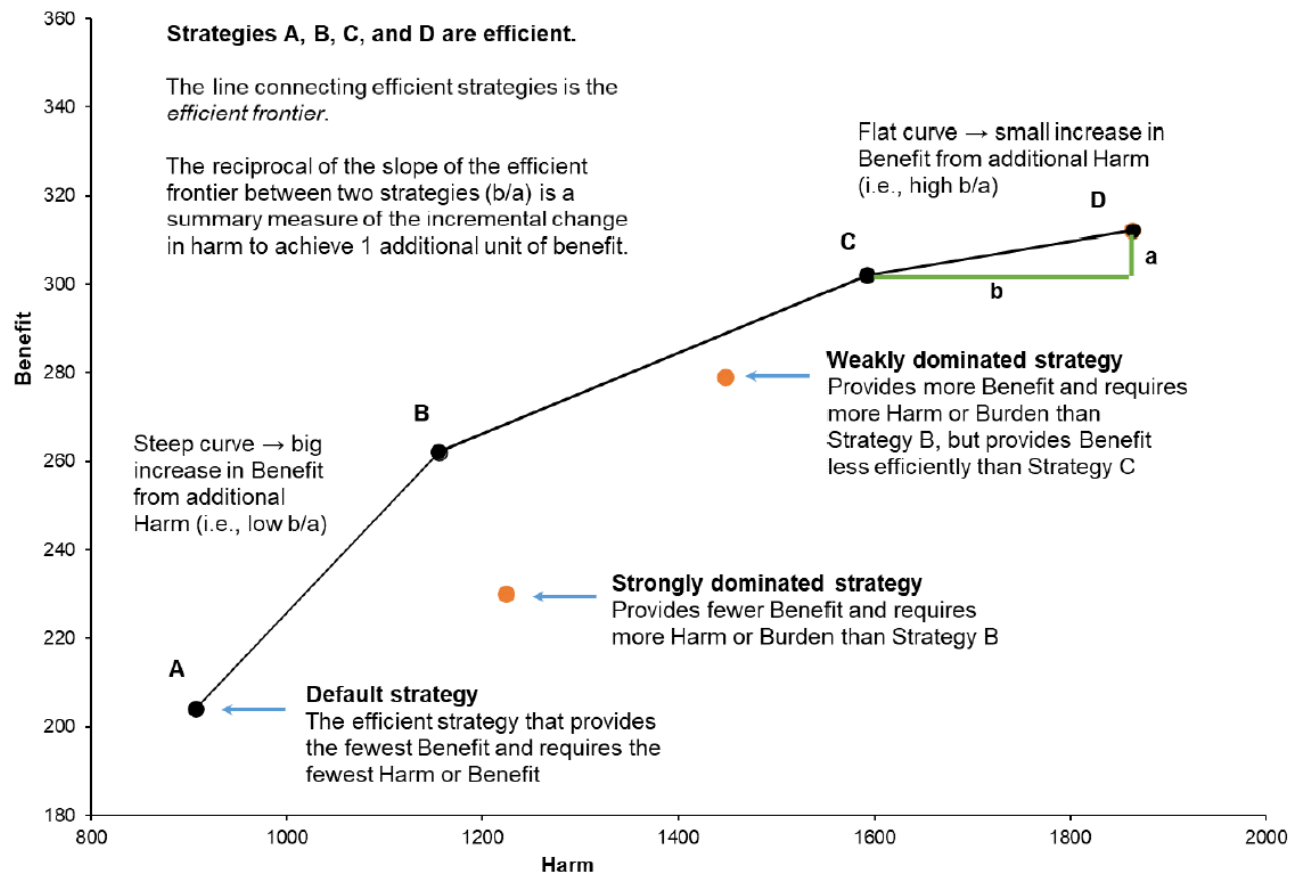 360
340
320
300
280
260
240
220
200
180
Benefit
Strategies A, B, C, and D are efficient.
The line connecting efficient strategies is the
efficient frontier.
The reciprocal of the slope of the efficient
frontier between two strategies (b/a) is a
summary measure of the incremental change
in harm to achieve 1 additional unit of benefit.
Flat curve → small increase in
Benefit from additional Harm
(i.e., high b/a)
D
C
a
b
Weakly dominated strategy
Provides more Benefit and requires
more Harm or Burden than
Strategy B, but provides Benefit
less efficiently than Strategy C
B
Steep curve → big
increase in Benefit
from additional
Harm (i.e., low b/a)
Strongly dominated strategy
Provides fewer Benefit and requires
more Harm or Burden than Strategy B
A
Default strategy
The efficient strategy that provides
the fewest Benefit and requires the
fewest Harm or Benefit
800 1000 1200 1400 1600 1800 2000
Harm